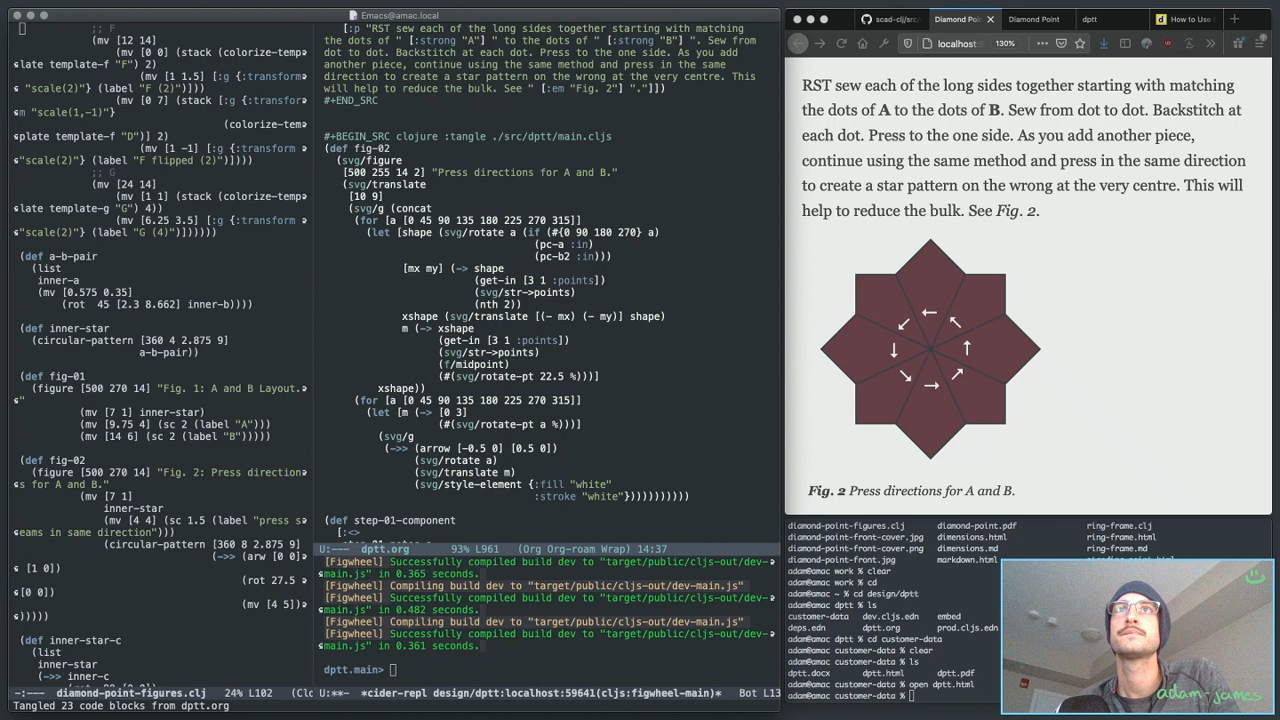 Emacs@amac.local
;; F
(mv [12 14]
(mv [0 0] (stack (colorize-temp
late template-f "F") 2)
(mv [1 1.5] [:g {:transform
"scale(2)"} (label "F (2)")]))
(mv [0 7] (stack [:g {:transfor
m "scale(1,-1)"}
(colorize-temp
late template-f "D")] 2)
(mv [1 -1] [:g {:transform
"scale(2)"} (label "F flipped (2)")]))))
;; G
(mv [24 14]
(mv [1 1] (stack (colorize-temp
late template-g "G") 4))
(mv [6.25 3.5] [:g {:transform
"scale(2)"} (label "G (4)")]))))))
(def a-b-pair
(list
inner-a
(mv [0.575 0.35]
(rot  45 [2.3 8.662] inner-b))))
(def inner-star
(circular-pattern [360 4 2.875 9]
a-b-pair))
(def fig-01
(figure [500 270 14] "Fig. 1: A and B Layout.
"
(mv [7 1] inner-star)
(mv [9.75 4] (sc 2 (label "A")))
(mv [14 6] (sc 2 (label "B")))))
(def fig-02
(figure [500 255 14] "Fig. 2: Press direction
s for A and B."
(mv [7 1]
inner-star
(mv [4 4] (sc 1.5 (label "press s
eams in same direction")))
(circular-pattern [360 8 2.875 9]
(->> (arw [0 0]
[1 0])
(rot 27.5
[0 0])
(mv [4 5])
)))))
(def inner-star-c
(list
inner-star
(->> inner-c
-:---  diamond-point-figures.clj   24% L102   (Clo
Tangled 23 code blocks from dptt.org
[:p "RST sew each of the long sides together starting with matching
the dots of " [:strong "A"] " to the dots of " [:strong "B"] ". Sew from
dot to dot. Backstitch at each dot. Press to the one side. As you add
another piece, continue using the same method and press in the same
direction to create a star pattern on the wrong at the very centre. This
will help to reduce the bulk. See " [:em "Fig. 2"] "."]])
#+END_SRC
#+BEGIN_SRC clojure :tangle ./src/dptt/main.cljs
(def fig-02
(svg/figure
[500 255 14 2] "Press directions for A and B."
(svg/translate
[10 9]
(svg/g (concat
(for [a [0 45 90 135 180 225 270 315]]
(let [shape (svg/rotate a (if (#{0 90 180 270} a)
(pc-a :in)
(pc-b2 :in)))
[mx my] (-> shape
(get-in [3 1 :points])
(svg/str->points)
(nth 2))
xshape (svg/translate [(- mx) (- my)] shape)
m (-> xshape
(get-in [3 1 :points])
(svg/str->points)
(f/midpoint)
(#(svg/rotate-pt 22.5 %)))]
xshape))
(for [a [0 45 90 135 180 225 270 315]]
(let [m (-> [0 3]
(#(svg/rotate-pt a %)))]
(svg/g
(->> (arrow [-0.5 0] [0.5 0])
(svg/rotate a)
(svg/translate m)
(svg/style-element {:fill "white"
:stroke "white"}))))))))))
(def step-01-component
[:<>
U:---  dptt.org       93% L961   (Org Org-roam Wrap) 14:37
[Figwheel] Successfully compiled build dev to "target/public/cljs-out/dev-
main.js" in 0.365 seconds.
[Figwheel] Compiling build dev to "target/public/cljs-out/dev-main.js"
[Figwheel] Successfully compiled build dev to "target/public/cljs-out/dev-
main.js" in 0.482 seconds.
[Figwheel] Compiling build dev to "target/public/cljs-out/dev-main.js"
[Figwheel] Successfully compiled build dev to "target/public/cljs-out/dev-
main.js" in 0.361 seconds.
dptt.main>
U:**-  *cider-repl design/dptt:localhost:59641(cljs:figwheel-main)*   Bot L13
scad-clj/src/s
Diamond Point
Diamond Point
dptt
How to Use
localhost
130%
RST sew each of the long sides together starting with matching
the dots of A to the dots of B. Sew from dot to dot. Backstitch at
each dot. Press to the one side. As you add another piece,
continue using the same method and press in the same direction
to create a star pattern on the wrong at the very centre. This will
help to reduce the bulk. See Fig. 2.
Fig. 2 Press directions for A and B.
diamond-point-figures.clj diamond-point.pdf ring-frame.clj
diamond-point-front-cover.clj dimensions.html ring-frame.html
diamond-point-front-cover.png dimensions.md
diamond-point-front.jpg markdown.html
adam@amac work % clear
adam@amac work % cd
adam@amac ~ % cd design/dptt
adam@amac dptt % ls
customer-data dev.cljs.edn embed
deps.edn dptt.org prod.cljs.edn
adam@amac dptt % cd customer-data
adam@amac customer-data % clear
adam@amac customer-data % ls
dptt.docx dptt.html dptt.pdf
adam@amac customer-data % open dptt.html
adam@amac customer-data %
adam-james